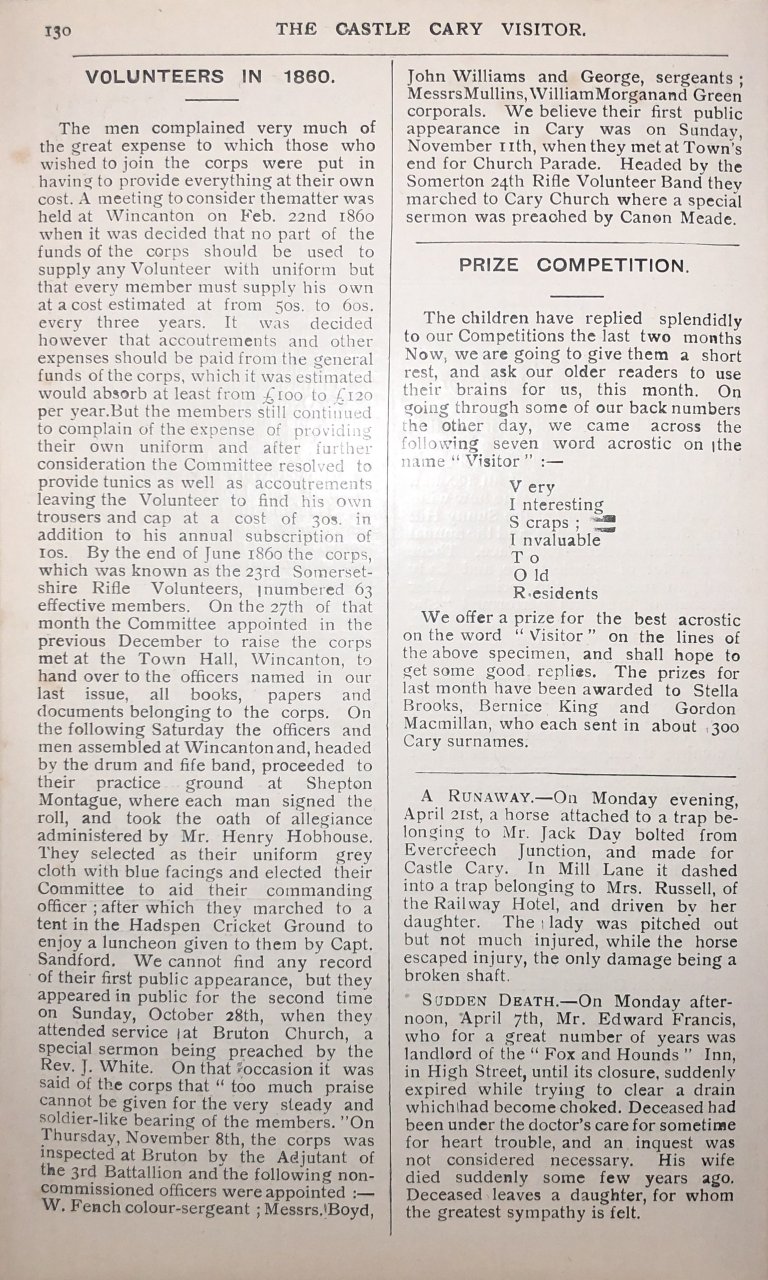 130
THE CASTLE CARY VISITOR.
VOLUNTEERS IN 1860.
The men complained very much of
the great expense to which those who
wished to join the corps were put in
having to provide everything at their own
cost. A meeting to consider thematter was
held at Wincanton on Feb. 22nd 1860
when it was decided that no part of the
funds of the corps should be used to
supply any Volunteer with uniform but
that every member must supply his own
at a cost estimated at from 50s. to 60s.
every three years. It was decided
however that accoutrements and other
expenses should be paid from the general
funds of the corps, which it was estimated
would absorb at least from £100 to £120
per year.But the members still continued
to complain of the expense of providing
their own uniform and after further
consideration the Committee resolved to
provide tunics as well as accoutrements
leaving the Volunteer to find his own
trousers and cap at a cost of 30s. in
addition to his annual subscription of
10s. By the end of June 1860 the corps,
which was known as the 23rd Somerset-
shire Rifle Volunteers, numbered 63
effective members. On the 27th of that
month the Committee appointed in the
previous December to raise the corps
met at the Town Hall, Wincanton, to
hand over to the officers named in our
last issue, all books, papers and
documents belonging to the corps. On
the following Saturday the officers and
men assembled at Wincanton and, headed
by the drum and fife band, proceeded to
their practice ground at Shepton
Montague, where each man signed the
roll, and took the oath of allegiance
administered by Mr. Henry Hobhouse.
They selected as their uniform grey
cloth with blue facings and elected their
Committee to aid their commanding
officer ; after which they marched to a
tent in the Hadspen Cricket Ground to
enjoy a luncheon given to them by Capt.
Sandford. We cannot find any record
of their first public appearance, but they
appeared in public for the second time
on Sunday, October 28th, when they
attended service at Bruton Church, a
special sermon being preached by the
Rev. J. White. On that occasion it was
said of the corps that " too much praise
cannot be given for the very steady and
soldier-like bearing of the members. "On
Thursday, November 8th, the corps was
inspected at Bruton by the Adjutant of
the 3rd Battallion and the following non-
commissioned officers were appointed :—
W. Fench colour-sergeant ; Messrs. Boyd,
John Williams and George, sergeants ;
Messrs Mullins, William Morgan and Green
corporals. We believe their first public
appearance in Cary was on Sunday,
November 11th, when they met at Town's
end for Church Parade. Headed by the
Somerton 24th Rifle Volunteer Band they
marched to Cary Church where a special
sermon was preaohed by Canon Meade.
PRIZE COMPETITION.
The children have replied splendidly
to our Competitions the last two months
Now, we are going to give them a short
rest, and ask our older readers to use
their brains for us, this month. On
going through some of our back numbers
the other day, we came across the
following seven word acrostic on the
name " Visitor " :—
V ery
I nteresting
S craps ;
I nvaluable
T o
O ld
R esidents
We offer a prize for the best acrostic
on the word " Visitor " on the lines of
the above specimen, and shall hope to
get some good replies. The prizes for
last month have been awarded to Stella
Brooks, Bernice King and Gordon
Macmillan, who each sent in about 300
Cary surnames.
A RUNAWAY.—On Monday evening,
April 21st, a horse attached to a trap be-
longing to Mr. Jack Day bolted from
Evercreech Junction, and made for
Castle Cary. In Mill Lane it dashed
into a trap belonging to Mrs. Russell, of
the Railway Hotel, and driven by her
daughter. The lady was pitched out
but not much injured, while the horse
escaped injury, the only damage being a
broken shaft.
SUDDEN DEATH.—On Monday after-
noon, April 7th, Mr. Edward Francis,
who for a great number of years was
landlord of the " Fox and Hounds " Inn,
in High Street, until its closure, suddenly
expired while trying to clear a drain
which had become choked. Deceased had
been under the doctor's care for sometime
for heart trouble, and an inquest was
not considered necessary. His wife
died suddenly some few years ago.
Deceased leaves a daughter, for whom
the greatest sympathy is felt.